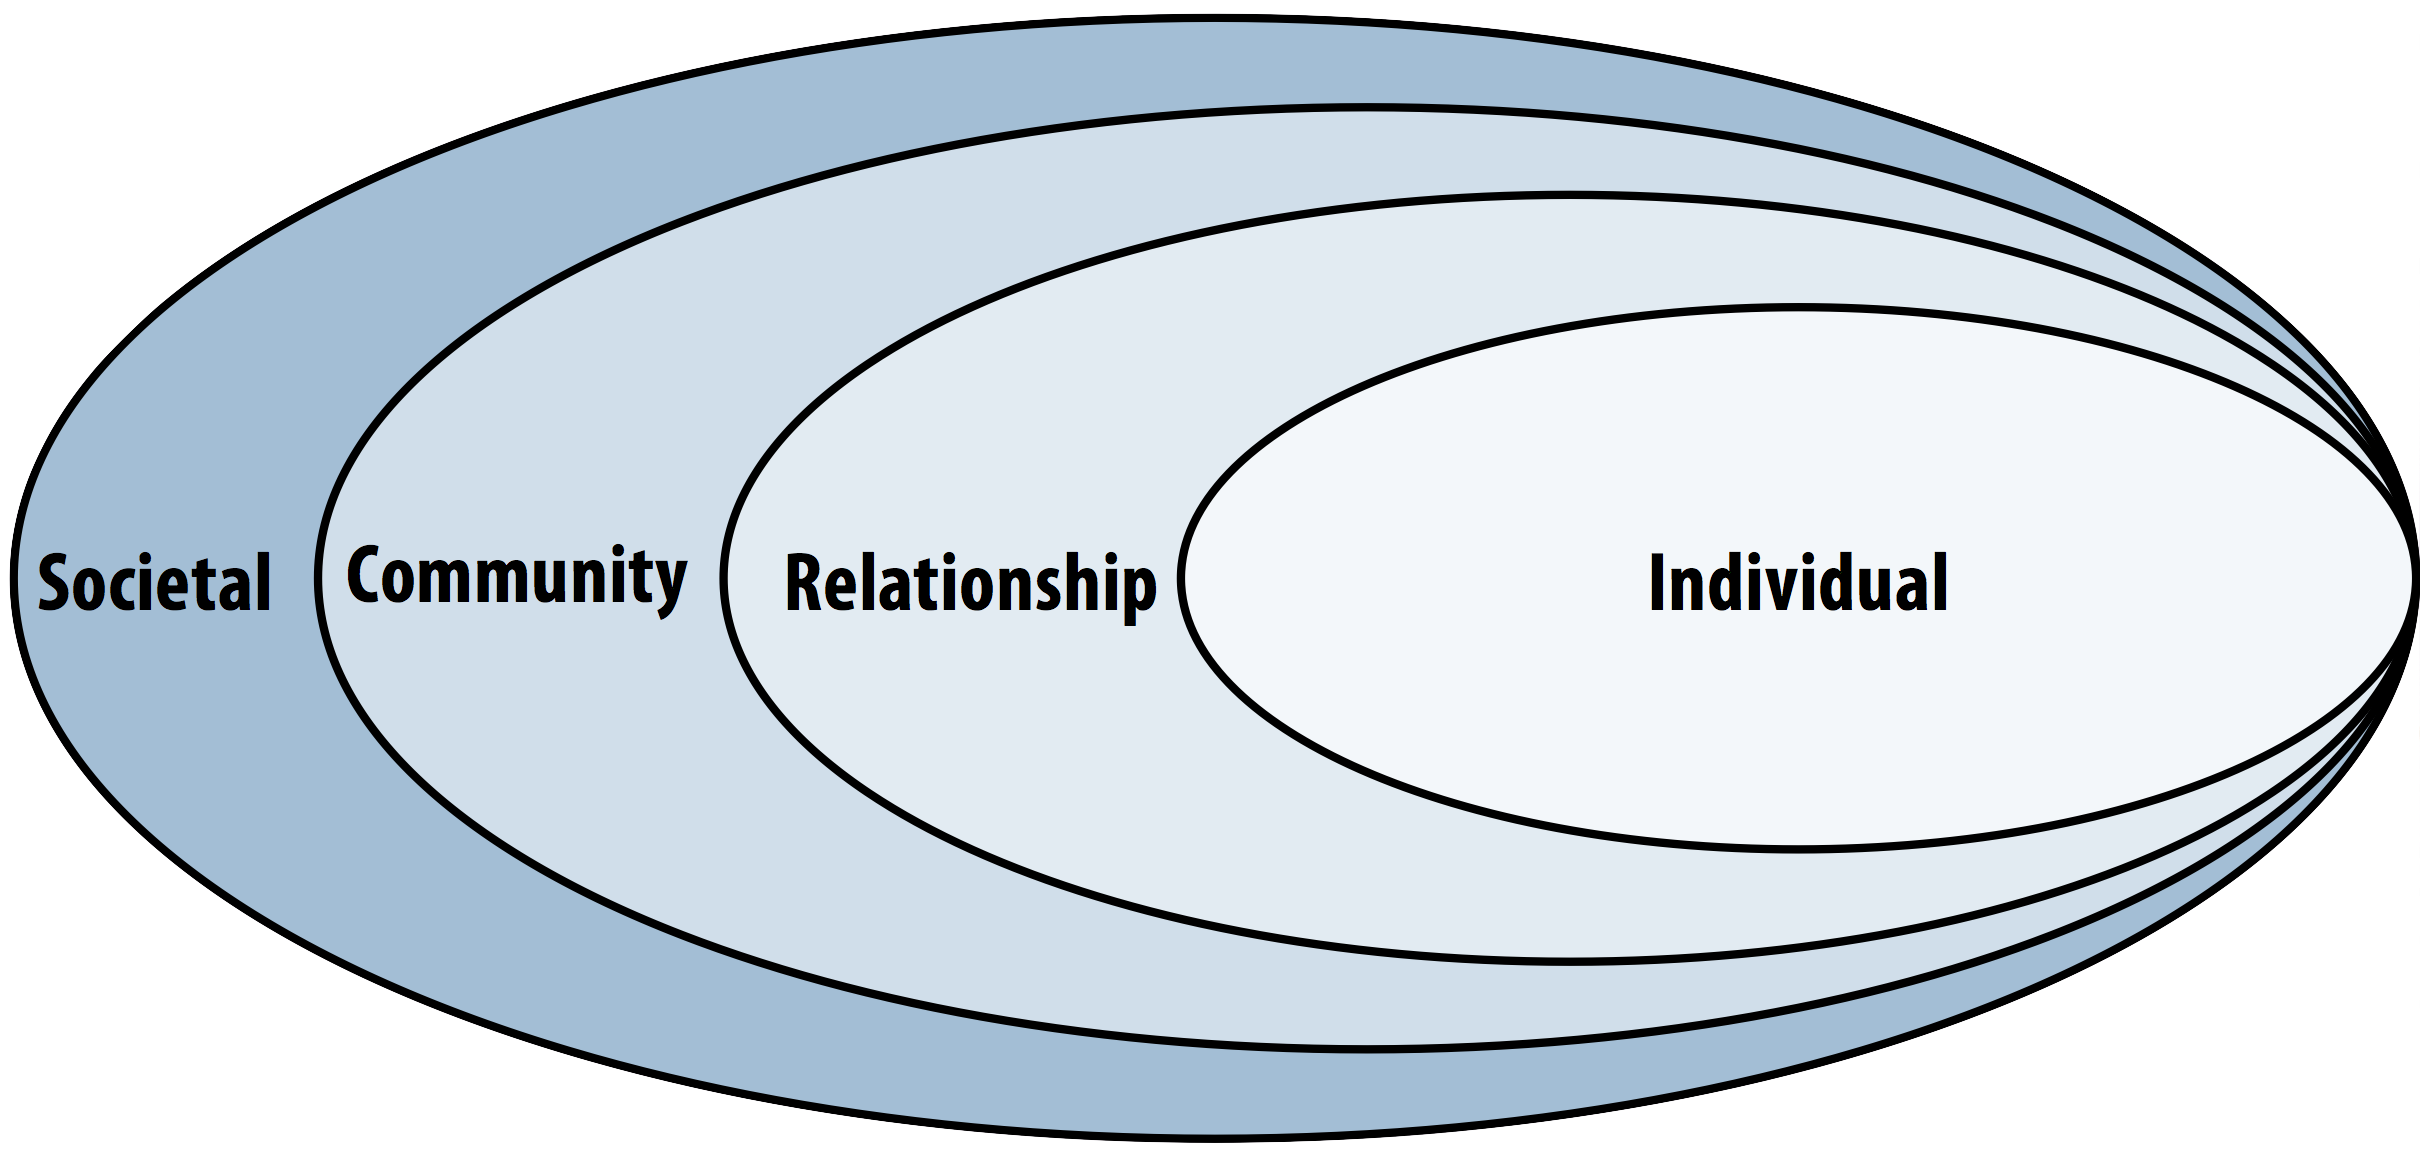 Societal
Community
Relationship
Individual